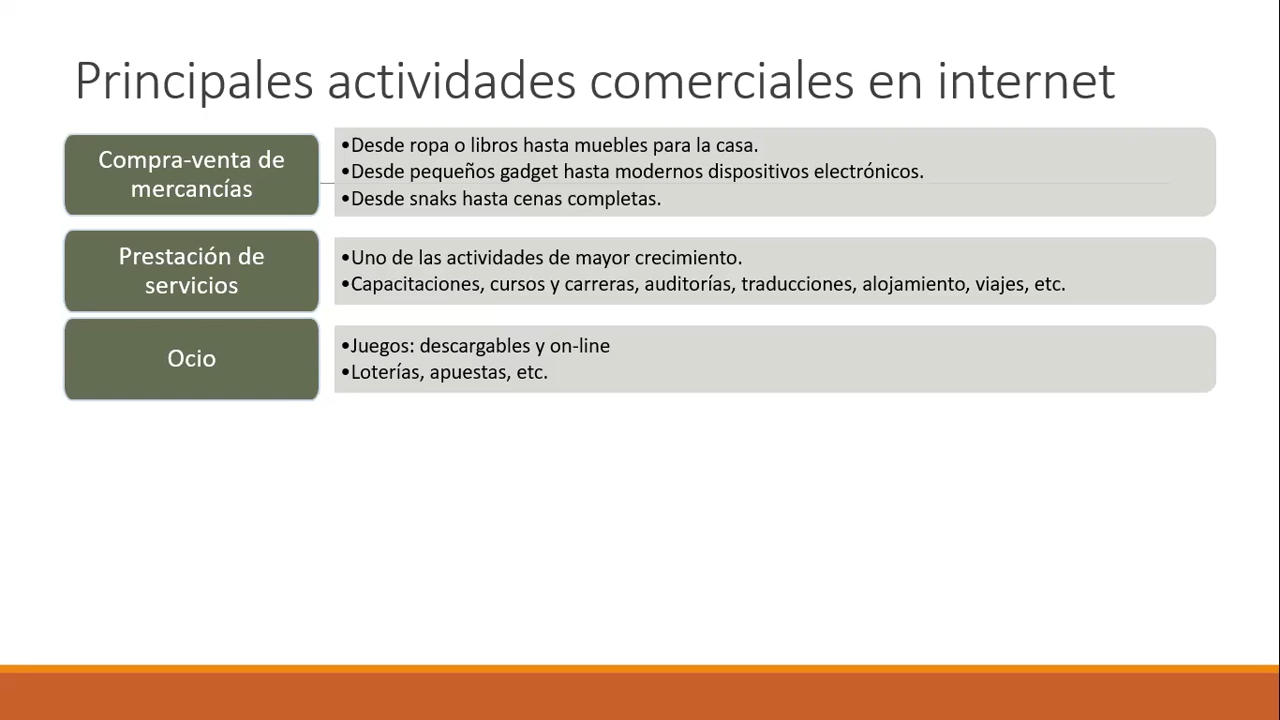 Principales actividades comerciales en internet
Compra-venta de
mercancías
•Desde ropa o libros hasta muebles para la casa.
•Desde pequeños gadget hasta modernos dispositivos electrónicos.
•Desde snaks hasta cenas completas.
Prestación de
servicios
•Uno de las actividades de mayor crecimiento.
•Capacitaciones, cursos y carreras, auditorías, traducciones, alojamiento, viajes, etc.
Ocio
•Juegos: descargables y on-line
•Loterías, apuestas, etc.